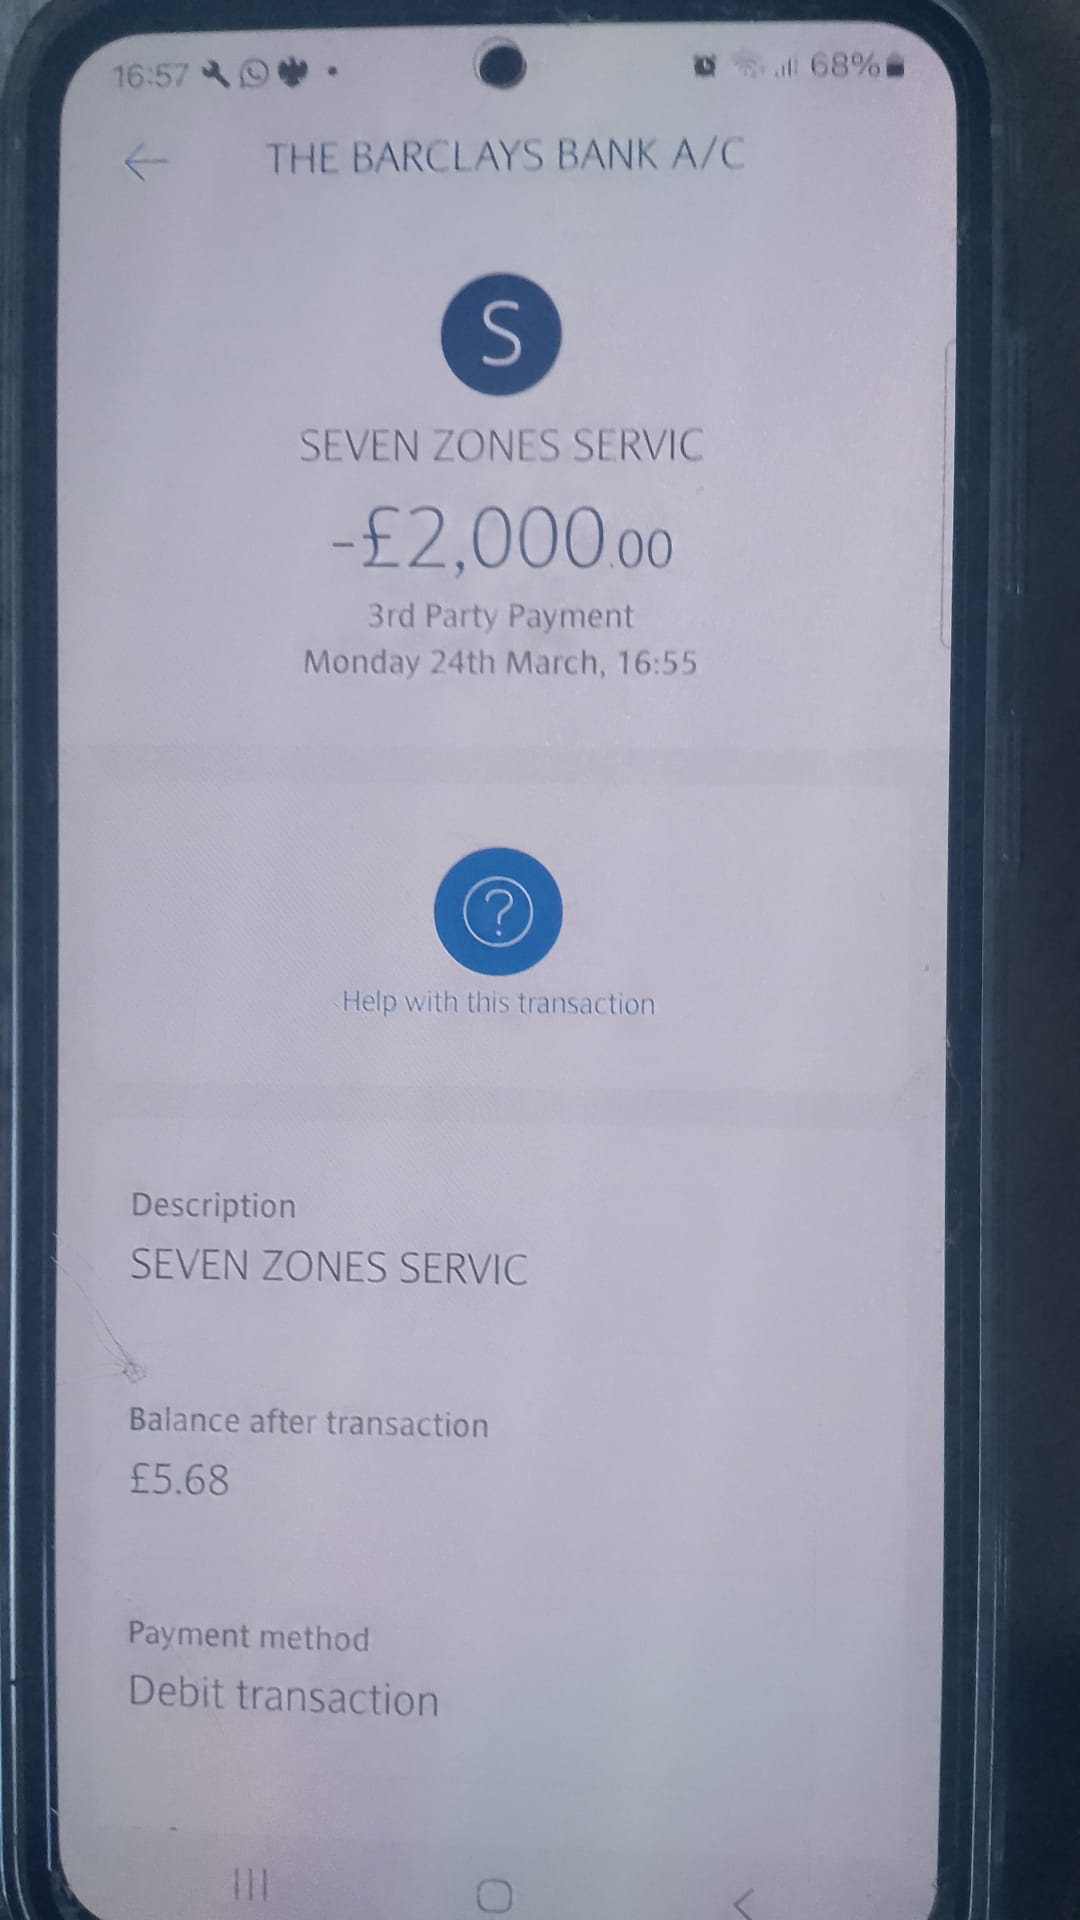 16:57
68%
THE BARCLAYS BANK A/C
S
SEVEN ZONES SERVIC
-£2,000.00
3rd Party Payment
Monday 24th March, 16:55
?
Help with this transaction
Description
SEVEN ZONES SERVIC
Balance after transaction
£5.68
Payment method
Debit transaction